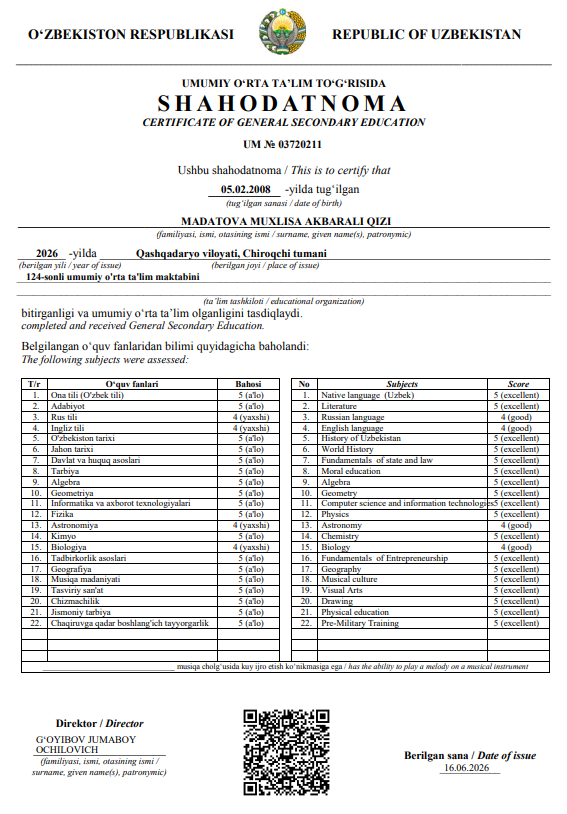 O‘ZBEKISTON RESPUBLIKASI REPUBLIC OF UZBEKISTAN
UMUMIY O‘RTA TA’LIM TO‘G‘RISIDA
SHAHODATNOMA
CERTIFICATE OF GENERAL SECONDARY EDUCATION
UM № 03720211
Ushbu shahodatnoma / This is to certify that
05.02.2008 -yilda tug‘ilgan
(tug‘ilgan sanasi / date of birth)
MADATOVA MUXLISA AKBARALI QIZI
(familiyasi, ismi, otasining ismi / surname, given name(s), patronymic)
2026 -yilda Qashqadaryo viloyati, Chiroqchi tumani
(berilgan yili / year of issue) (berilgan joyi / place of issue)
124-sonli umumiy o'rta ta'lim maktabini
(ta’lim tashkiloti / educational organization)
bitirganligi va umumiy o‘rta ta’lim olganligini tasdiqlaydi.
completed and received General Secondary Education.
Belgilangan o‘quv fanlaridan bilimi quyidagicha baholandi:
The following subjects were assessed:
T/r O‘quv fanlari Bahosi No Subjects Score
1. Ona tili (O'zbek tili) 5 (a'lo) 1. Native language (Uzbek) 5 (excellent)
2. Adabiyot 5 (a'lo) 2. Literature 5 (excellent)
3. Rus tili 4 (yaxshi) 3. Russian language 4 (good)
4. Ingliz tili 4 (yaxshi) 4. English language 4 (good)
5. O'zbekiston tarixi 5 (a'lo) 5. History of Uzbekistan 5 (excellent)
6. Jahon tarixi 5 (a'lo) 6. World History 5 (excellent)
7. Davlat va huquq asoslari 5 (a'lo) 7. Fundamentals of state and law 5 (excellent)
8. Tarbiya 5 (a'lo) 8. Moral education 5 (excellent)
9. Algebra 5 (a'lo) 9. Algebra 5 (excellent)
10. Geometriya 5 (a'lo) 10. Geometry 5 (excellent)
11. Informatika va axborot texnologiyalari 5 (a'lo) 11. Computer science and information technologies 5 (excellent)
12. Fizika 5 (a'lo) 12. Physics 5 (excellent)
13. Astronomiya 4 (yaxshi) 13. Astronomy 4 (good)
14. Kimyo 5 (a'lo) 14. Chemistry 5 (excellent)
15. Biologiya 4 (yaxshi) 15. Biology 4 (good)
16. Tadbirkorlik asoslari 5 (a'lo) 16. Fundamentals of Entrepreneurship 5 (excellent)
17. Geografiya 5 (a'lo) 17. Geography 5 (excellent)
18. Musiqa madaniyati 5 (a'lo) 18. Musical culture 5 (excellent)
19. Tasviriy san'at 5 (a'lo) 19. Visual Arts 5 (excellent)
20. Chizmachilik 5 (a'lo) 20. Drawing 5 (excellent)
21. Jismoniy tarbiya 5 (a'lo) 21. Physical education 5 (excellent)
22. Chaqiruvga qadar boshlang'ich tayyorgarlik 5 (a'lo) 22. Pre-Military Training 5 (excellent)
musiqa cholg‘usida kuy ijro etish ko‘nikmasiga ega / has the ability to play a melody on a musical instrument
Direktor / Director
G‘OYIBOV JUMABOY
OCHILOVICH
(familiyasi, ismi, otasining ismi /
surname, given name(s), patronymic)
Berilgan sana / Date of issue
16.06.2026